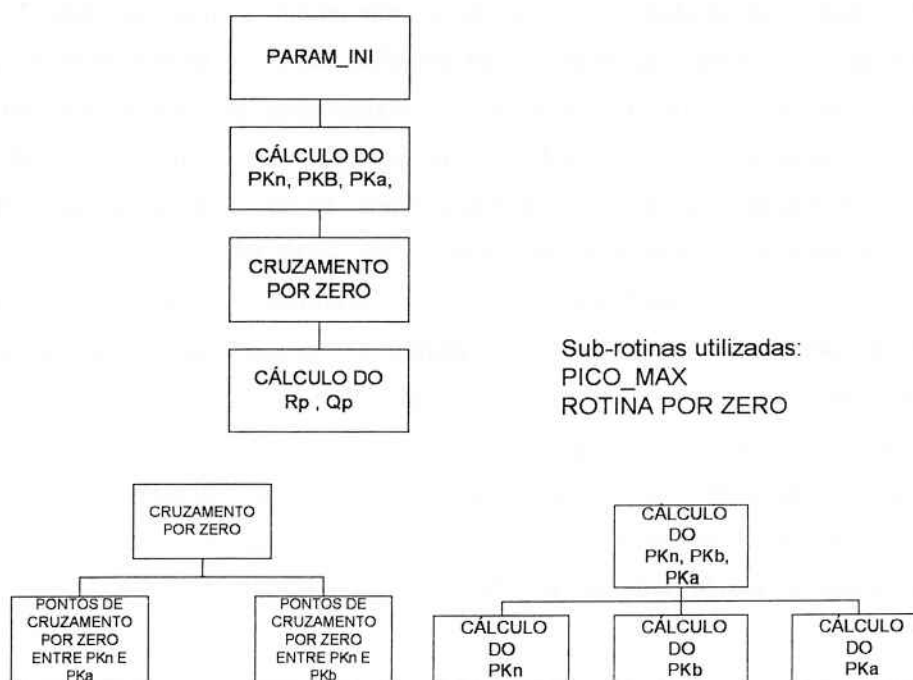 PARAM_INI
CÁLCULO DO
PKn, PKB, PKa,
CRUZAMENTO
POR ZERO
CÁLCULO DO
Rp , Qp
Sub-rotinas utilizadas:
PICO_MAX
ROTINA POR ZERO
CRUZAMENTO
POR ZERO
PONTOS DE
CRUZAMENTO
POR ZERO
ENTRE PKn E
PKa
PONTOS DE
CRUZAMENTO
POR ZERO
ENTRE PKn E
PKb
CÁLCULO
DO
PKn, PKb,
PKa
CÁLCULO
DO
PKn
CÁLCULO
DO
PKb
CÁLCULO
DO
PKa